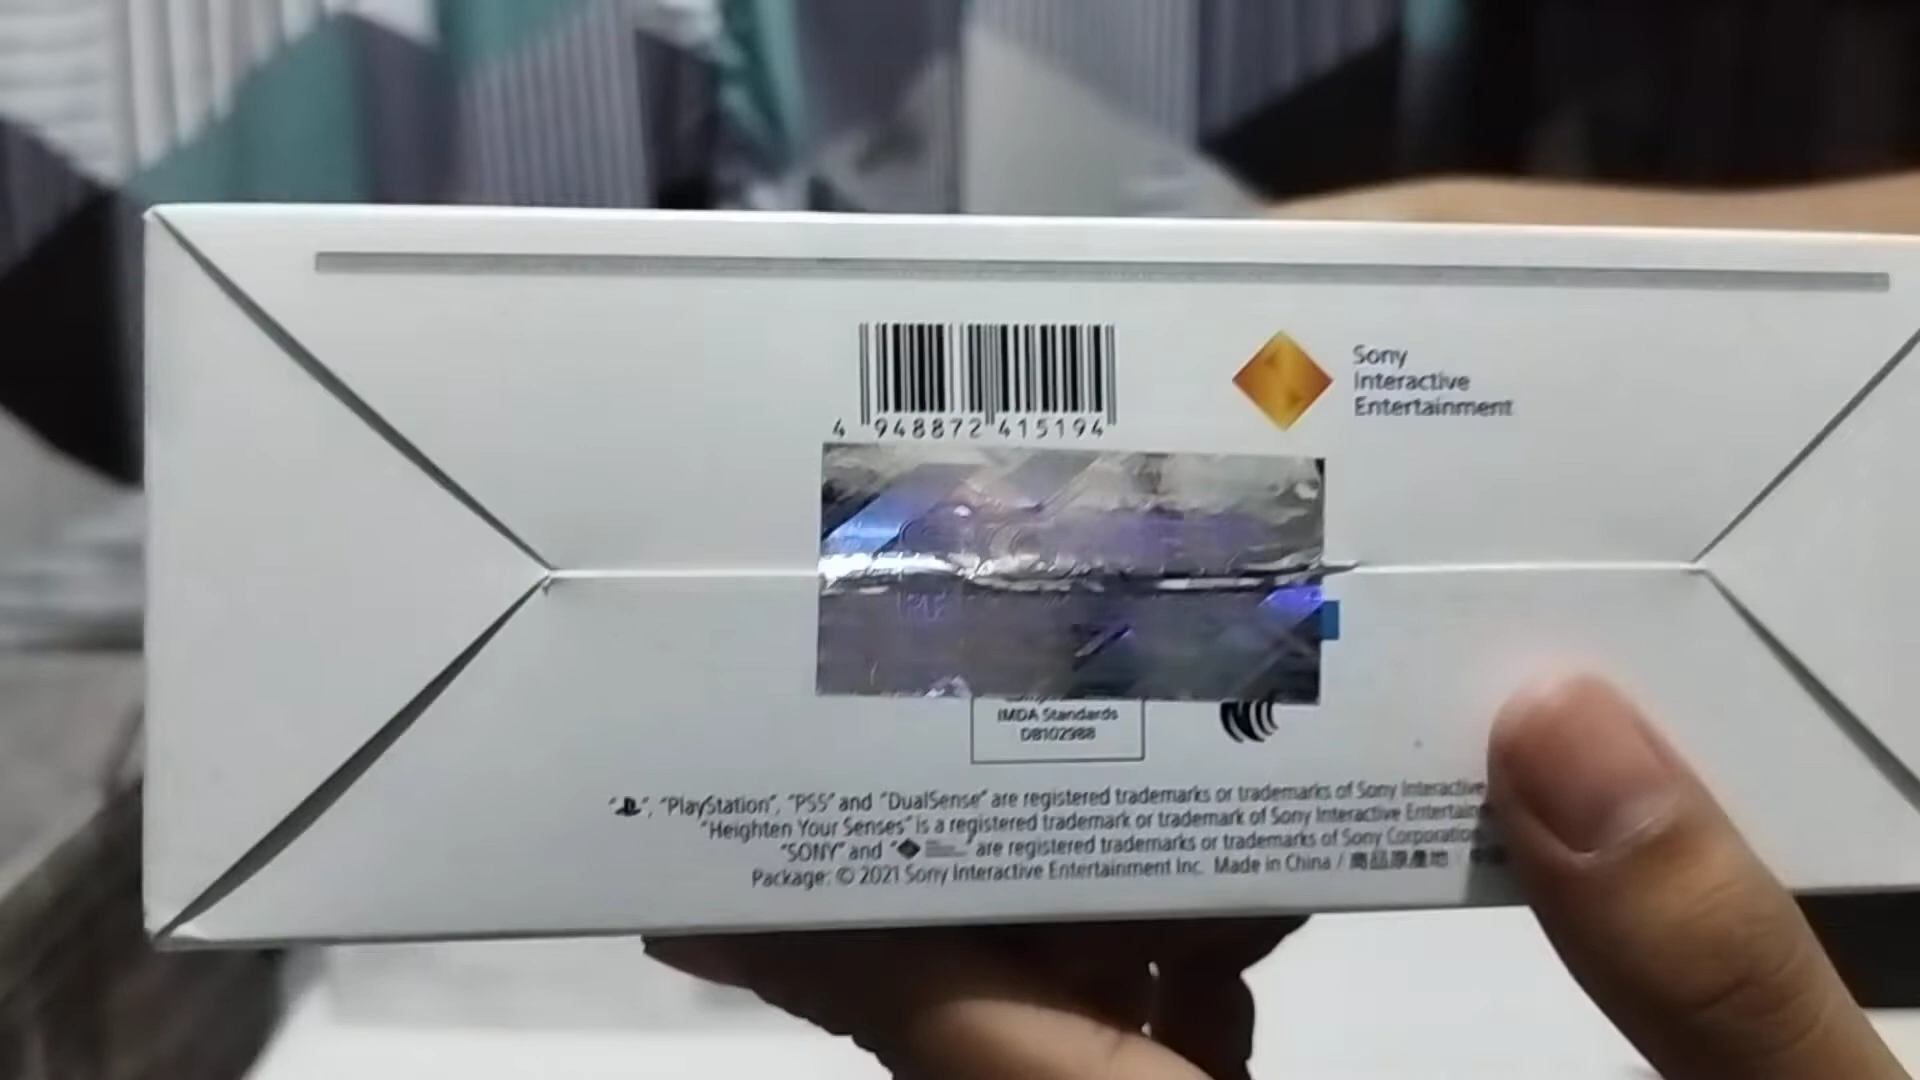 4 948872 415194
Sony
Interactive
Entertainment
IMDA Standards
DB102988
" ", "PlayStation", "PS5" and "DualSense" are registered trademarks or trademarks of Sony Interactive
"Heighten Your Senses" is a registered trademark or trademark of Sony Interactive Entertain
"SONY" and " " are registered trademarks or trademarks of Sony Corporatio
Package: © 2021 Sony Interactive Entertainment Inc. Made in China / 商品原產地